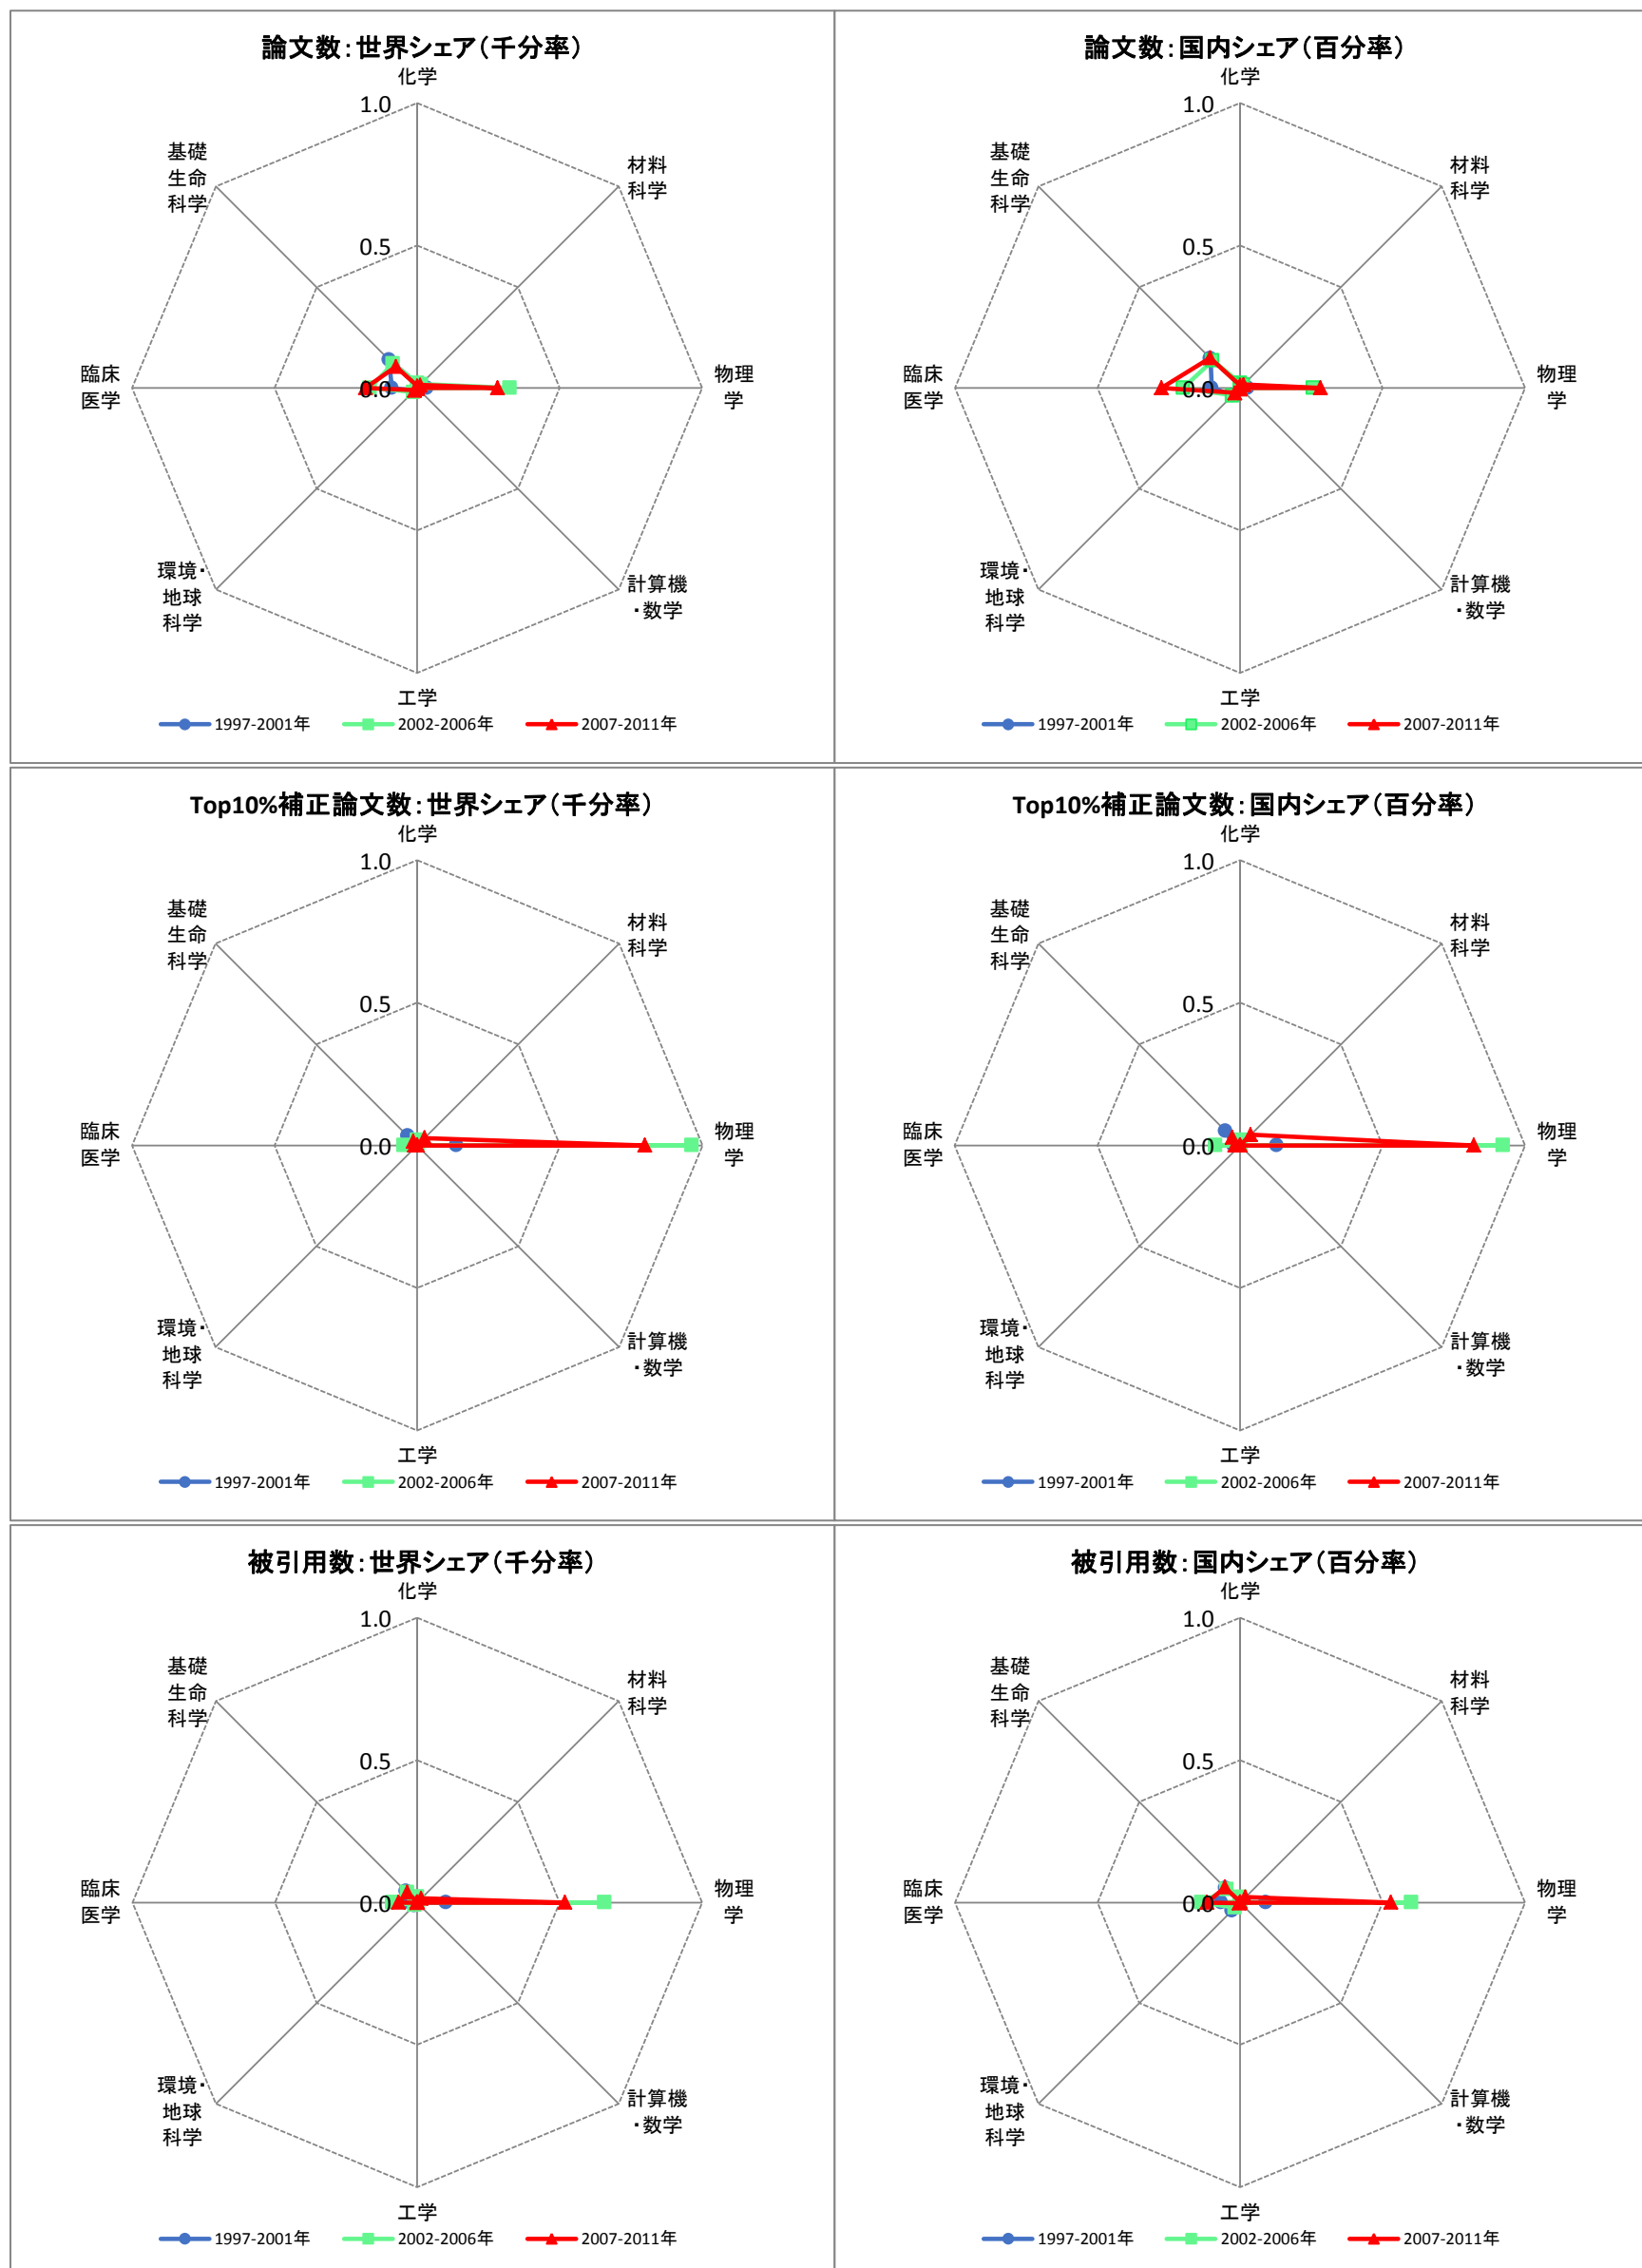 論文数：世界シェア（千分率）
化学
1.0
基礎
生命
科学
材料
科学
0.5
臨床
医学
0.0
物理
学
環境・
地球
科学
計算機
・数学
工学
1997-2001年 2002-2006年 2007-2011年
論文数：国内シェア（百分率）
化学
1.0
基礎
生命
科学
材料
科学
0.5
臨床
医学
0.0
物理
学
環境・
地球
科学
計算機
・数学
工学
1997-2001年 2002-2006年 2007-2011年
Top10%補正論文数：世界シェア（千分率）
化学
1.0
基礎
生命
科学
材料
科学
0.5
臨床
医学
0.0
物理
学
環境・
地球
科学
計算機
・数学
工学
1997-2001年 2002-2006年 2007-2011年
Top10%補正論文数：国内シェア（百分率）
化学
1.0
基礎
生命
科学
材料
科学
0.5
臨床
医学
0.0
物理
学
環境・
地球
科学
計算機
・数学
工学
1997-2001年 2002-2006年 2007-2011年
被引用数：世界シェア（千分率）
化学
1.0
基礎
生命
科学
材料
科学
0.5
臨床
医学
0.0
物理
学
環境・
地球
科学
計算機
・数学
工学
1997-2001年 2002-2006年 2007-2011年
被引用数：国内シェア（百分率）
化学
1.0
基礎
生命
科学
材料
科学
0.5
臨床
医学
0.0
物理
学
環境・
地球
科学
計算機
・数学
工学
1997-2001年 2002-2006年 2007-2011年